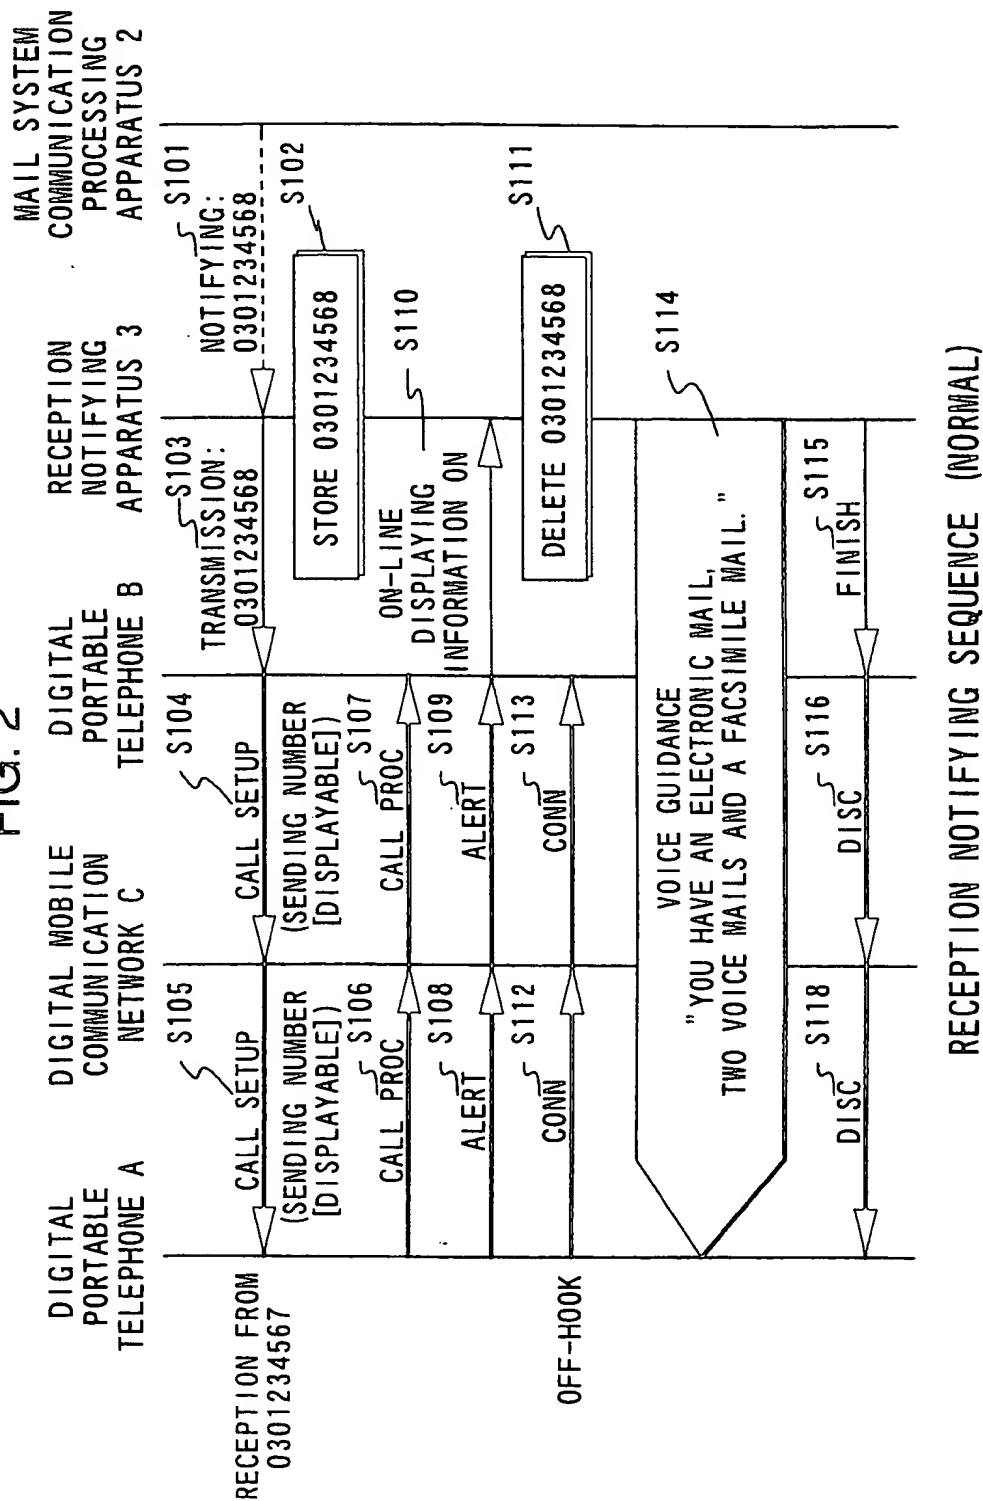 FIG. 2
DIGITAL
PORTABLE
TELEPHONE A
DIGITAL MOBILE
COMMUNICATION
NETWORK C
DIGITAL
PORTABLE
TELEPHONE B
RECEPTION
NOTIFYING
APPARATUS 3
MAIL SYSTEM
COMMUNICATION
PROCESSING
APPARATUS 2
S101
NOTIFYING:
0301234568
S102
STORE 0301234568
S103
TRANSMISSION:
0301234568
S104
CALL SETUP
(SENDING NUMBER
[DISPLAYABLE])
S105
CALL SETUP
(SENDING NUMBER
[DISPLAYABLE])
RECEPTION FROM
0301234567
S106
CALL PROC
S107
CALL PROC
S108
ALERT
S109
ALERT
S110
ON-LINE
DISPLAYING
INFORMATION ON
S111
DELETE 0301234568
OFF-HOOK
S112
CONN
S113
CONN
S114
VOICE GUIDANCE
"YOU HAVE AN ELECTRONIC MAIL,
TWO VOICE MAILS AND A FACSIMILE MAIL."
S115
FINISH
S116
DISC
S118
DISC
RECEPTION NOTIFYING SEQUENCE (NORMAL)